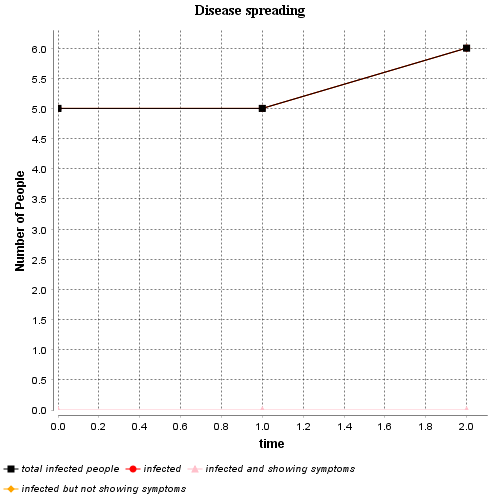 Disease spreading
6.0
5.5
5.0
4.5
4.0
3.5
3.0
2.5
2.0
1.5
1.0
0.5
0.0
Number of People
0.0 0.2 0.4 0.6 0.8 1.0 1.2 1.4 1.6 1.8 2.0
time
total infected people infected infected and showing symptoms
infected but not showing symptoms